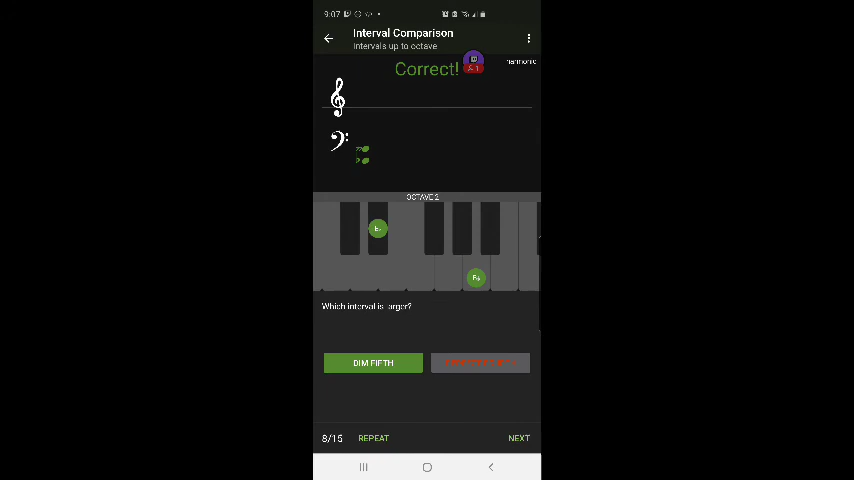 9:07
Interval Comparison
Intervals up to octave
Correct!
harmonic
OCTAVE 2
Which interval is larger?
DIM FIFTH
8/15 REPEAT NEXT